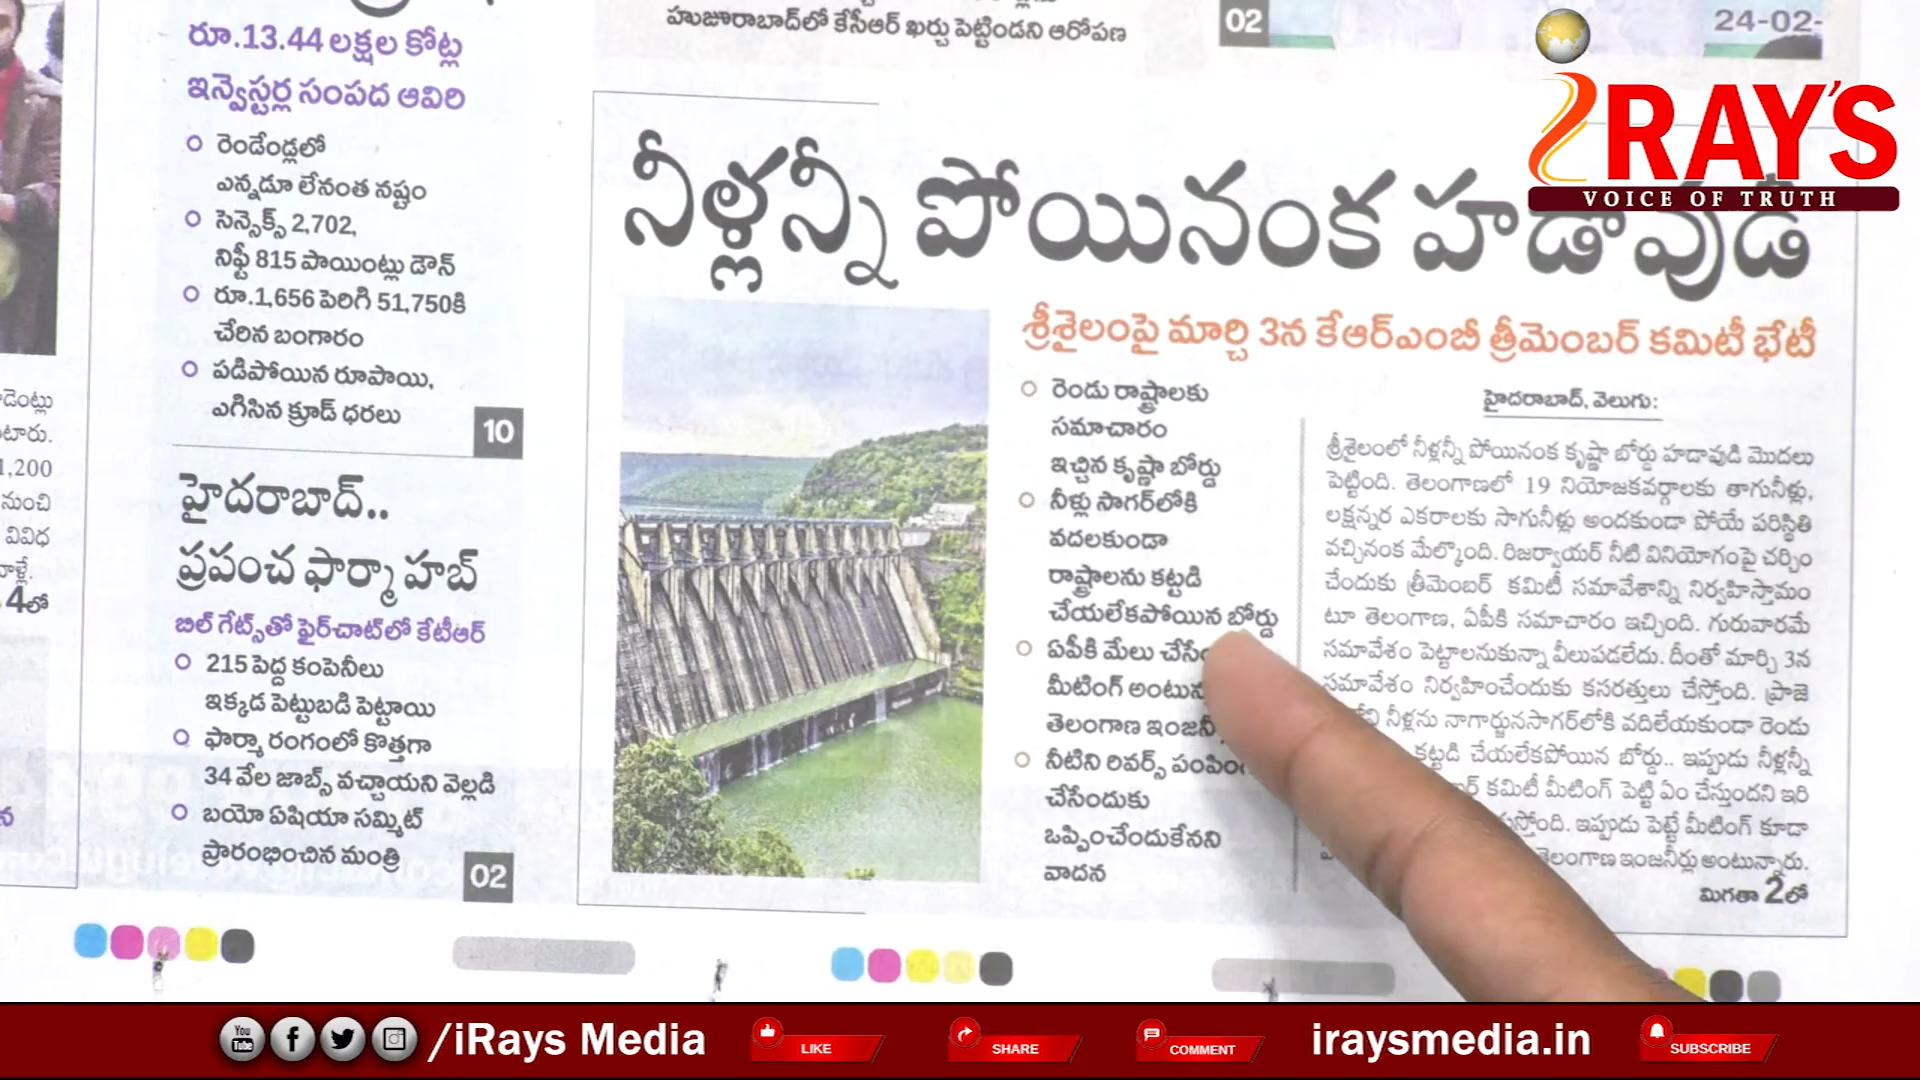 రూ.13.44 లక్షల కోట్ల
ఇన్వెస్టర్ల సంపద ఆవిరి
రెండేండ్లలో
ఎన్నడూ లేనంత నష్టం
సెన్సెక్స్ 2,702,
నిఫ్టీ 815 పాయింట్లు డౌన్
రూ.1,656 పెరిగి 51,750కి
చేరిన బంగారం
పడిపోయిన రూపాయి,
ఎగిసిన క్రూడ్ ధరలు
10
హైదరాబాద్..
ప్రపంచ ఫార్మా హబ్
బిల్ గేట్స్‌తో ఫైర్‌చాట్‌లో కేటీఆర్
215 పెద్ద కంపెనీలు
ఇక్కడ పెట్టుబడి పెట్టాయి
ఫార్మా రంగంలో కొత్తగా
34 వేల జాబ్స్ వచ్చాయని వెల్లడి
బయో ఏషియా సమ్మిట్
ప్రారంభించిన మంత్రి
02
1,200
నుంచి
వివిధ
4లో
హుజూరాబాద్‌లో కేసీఆర్ ఖర్చు పెట్టిండని ఆరోపణ
02
24-02-
నీళ్లన్నీ పోయినంక హడావుడి
శ్రీశైలంపై మార్చి 3న కేఆర్ఎంబీ త్రీమెంబర్ కమిటీ భేటీ
రెండు రాష్ట్రాలకు
సమాచారం
ఇచ్చిన కృష్ణా బోర్డు
నీళ్లు సాగర్‌లోకి
వదలకుండా
రాష్ట్రాలను కట్టడి
చేయలేకపోయిన బోర్డు
ఏపీకి మేలు
మీటింగ్
తెలంగాణ
నీటిని రివర్స్
చేసేందుకు
ఒప్పించేందుకేనని
వాదన
హైదరాబాద్, వెలుగు:
శ్రీశైలంలో నీళ్లన్నీ పోయినంక కృష్ణా బోర్డు హడావుడి మొదలు
పెట్టింది. తెలంగాణలో 19 నియోజకవర్గాలకు తాగునీళ్లు,
లక్షన్నర ఎకరాలకు సాగునీళ్లు అందకుండా పోయే పరిస్థితి
వచ్చినంక మేల్కొంది. రిజర్వాయర్ నీటి వినియోగంపై చర్చిం
చేందుకు త్రీమెంబర్ కమిటీ సమావేశాన్ని నిర్వహిస్తామం
టూ తెలంగాణ, ఏపీకి సమాచారం ఇచ్చింది. గురువారమే
సమావేశం పెట్టాలనుకున్నా వీలుపడలేదు. దీంతో మార్చి 3న
సమావేశం నిర్వహించేందుకు కసరత్తులు చేస్తోంది. ప్రాజె
నీళ్లను నాగార్జునసాగర్‌లోకి వదిలేయకుండా రెండు
కట్టడి చేయలేకపోయిన బోర్డు.. ఇప్పుడు నీళ్లన్నీ
కమిటీ మీటింగ్ పెట్టి ఏం చేస్తుందని ఇరి
ఇప్పుడు పెట్టే మీటింగ్ కూడా
తెలంగాణ ఇంజనీర్లు అంటున్నారు.
మిగతా 2లో
iRAY'S
VOICE OF TRUTH
You Tube /iRays Media
LIKE
SHARE
COMMENT
iraysmedia.in
SUBSCRIBE